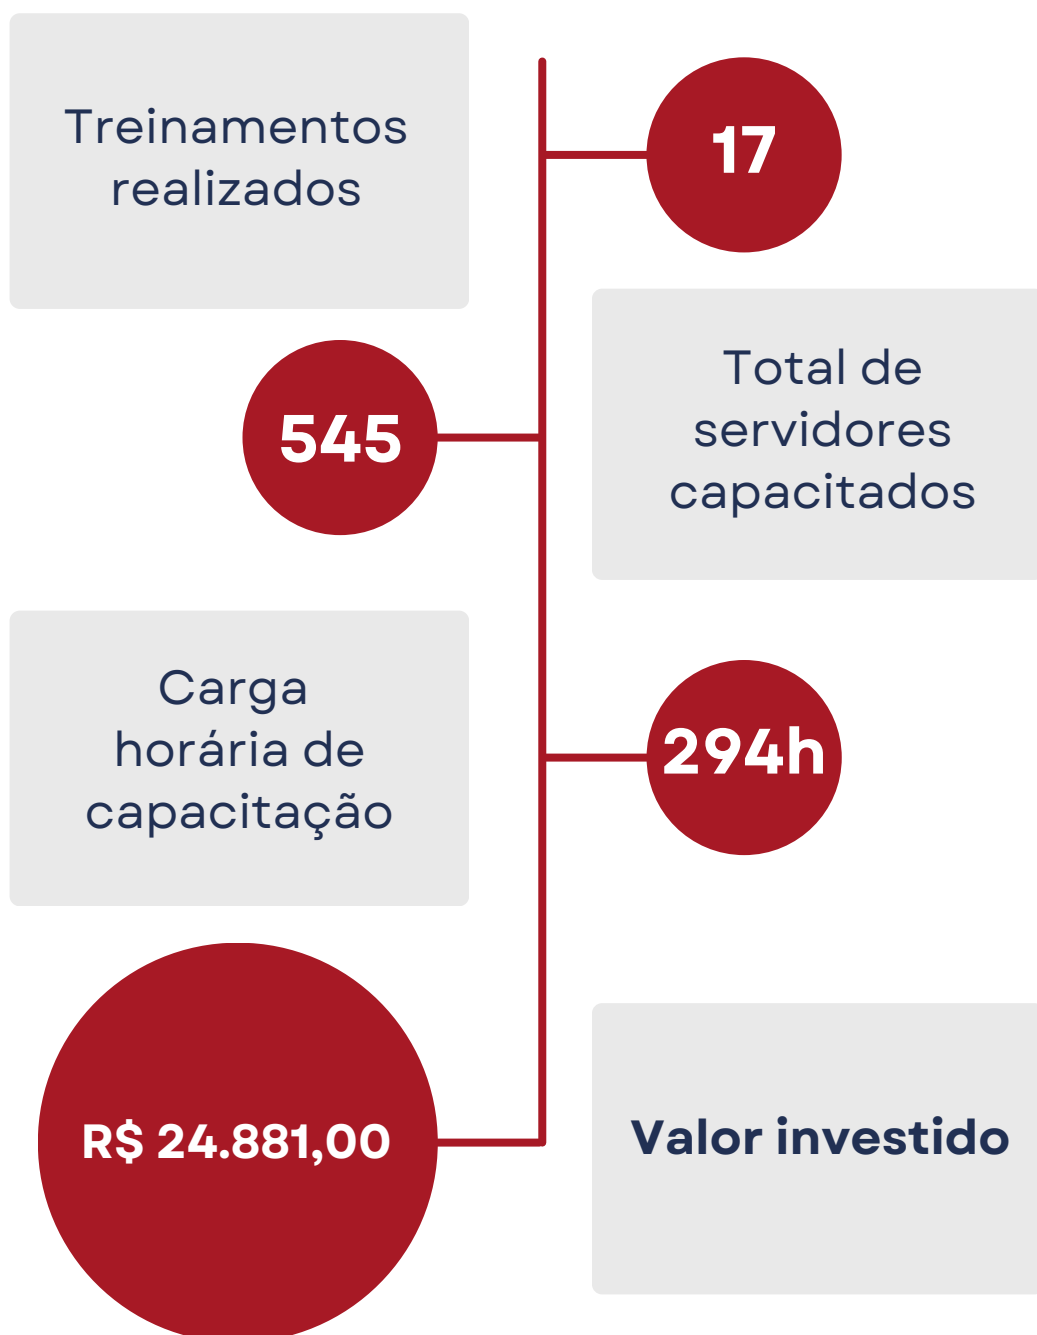 Treinamentos
realizados
17
545
Total de
servidores
capacitados
Carga
horária de
capacitação
294h
R$ 24.881,00
Valor investido